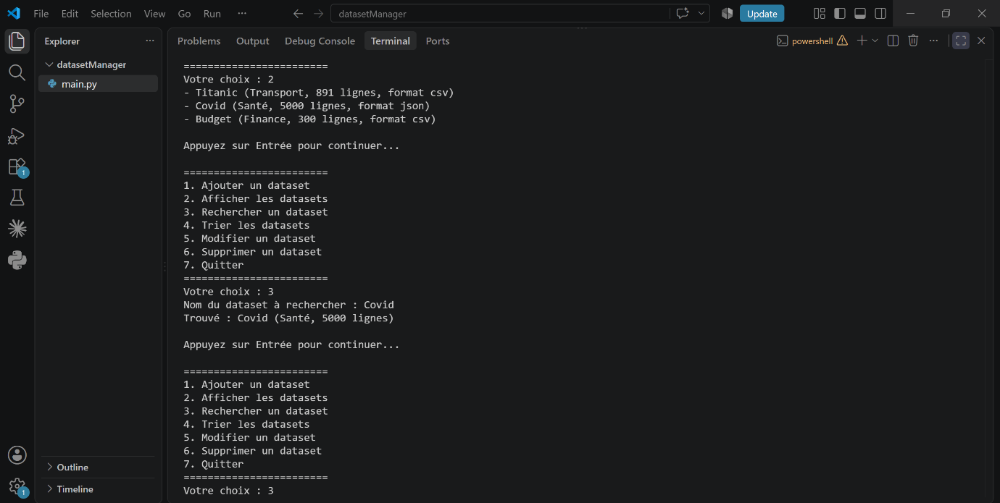 File Edit Selection View Go Run ··· datasetManager Update
Explorer ···
datasetManager
main.py
Outline
Timeline
1
1
Problems Output Debug Console Terminal Ports powershell ···
========================
Votre choix : 2
- Titanic (Transport, 891 lignes, format csv)
- Covid (Santé, 5000 lignes, format json)
- Budget (Finance, 300 lignes, format csv)
Appuyez sur Entrée pour continuer...
========================
1. Ajouter un dataset
2. Afficher les datasets
3. Rechercher un dataset
4. Trier les datasets
5. Modifier un dataset
6. Supprimer un dataset
7. Quitter
========================
Votre choix : 3
Nom du dataset à rechercher : Covid
Trouvé : Covid (Santé, 5000 lignes)
Appuyez sur Entrée pour continuer...
========================
1. Ajouter un dataset
2. Afficher les datasets
3. Rechercher un dataset
4. Trier les datasets
5. Modifier un dataset
6. Supprimer un dataset
7. Quitter
========================
Votre choix : 3